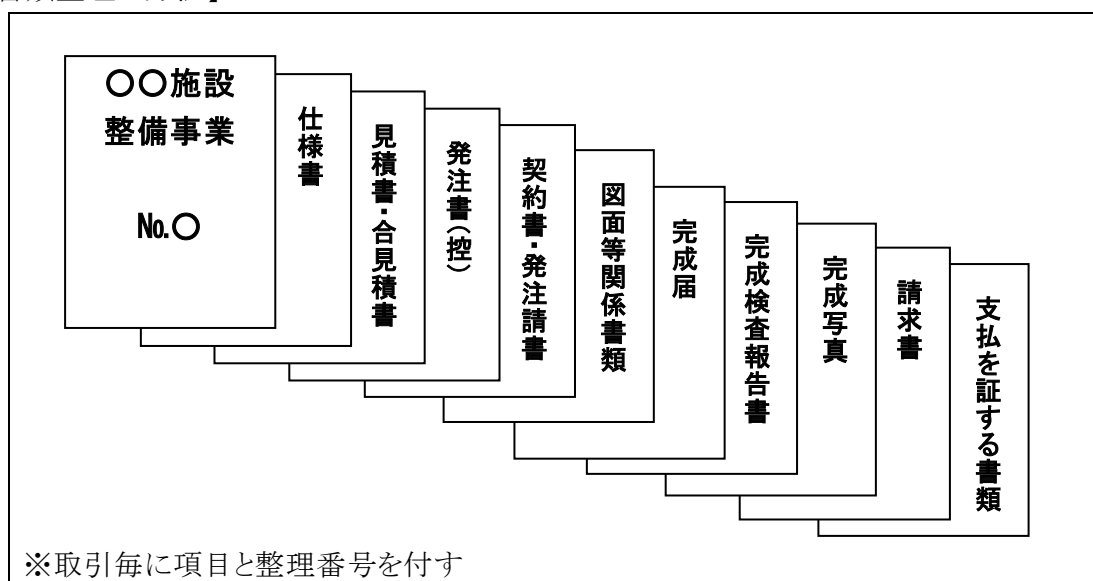 〇〇施設
整備事業
No.〇
仕様書
見積書・合見積書
発注書（控）
契約書・発注請書
図面等関係書類
完成届
完成検査報告書
完成写真
請求書
支払を証する書類
※取引毎に項目と整理番号を付す